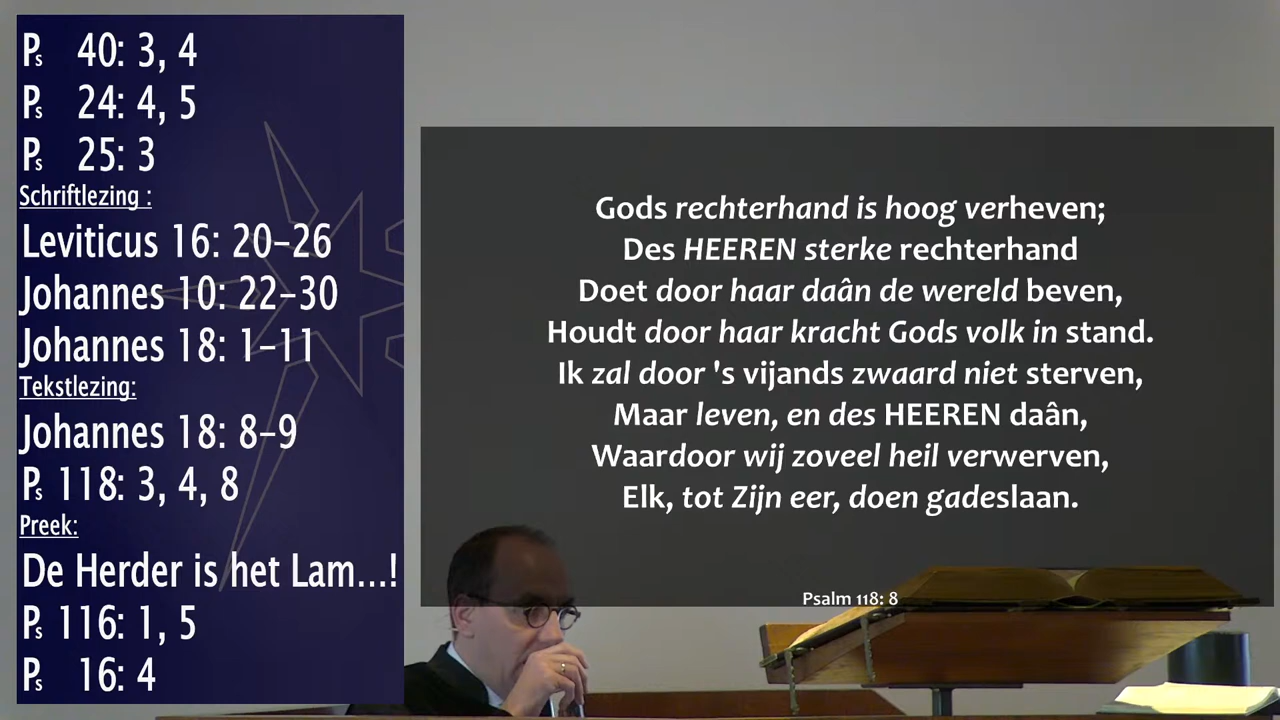 Ps 40: 3, 4
Ps 24: 4, 5
Ps 25: 3
Schriftlezing :
Leviticus 16: 20–26
Johannes 10: 22–30
Johannes 18: 1–11
Tekstlezing:
Johannes 18: 8–9
Ps 118: 3, 4, 8
Preek:
De Herder is het Lam...!
Ps 116: 1, 5
Ps 16: 4
Gods rechterhand is hoog verheven;
Des HEEREN sterke rechterhand
Doet door haar daân de wereld beven,
Houdt door haar kracht Gods volk in stand.
Ik zal door 's vijands zwaard niet sterven,
Maar leven, en des HEEREN daân,
Waardoor wij zoveel heil verwerven,
Elk, tot Zijn eer, doen gadeslaan.
Psalm 118: 8